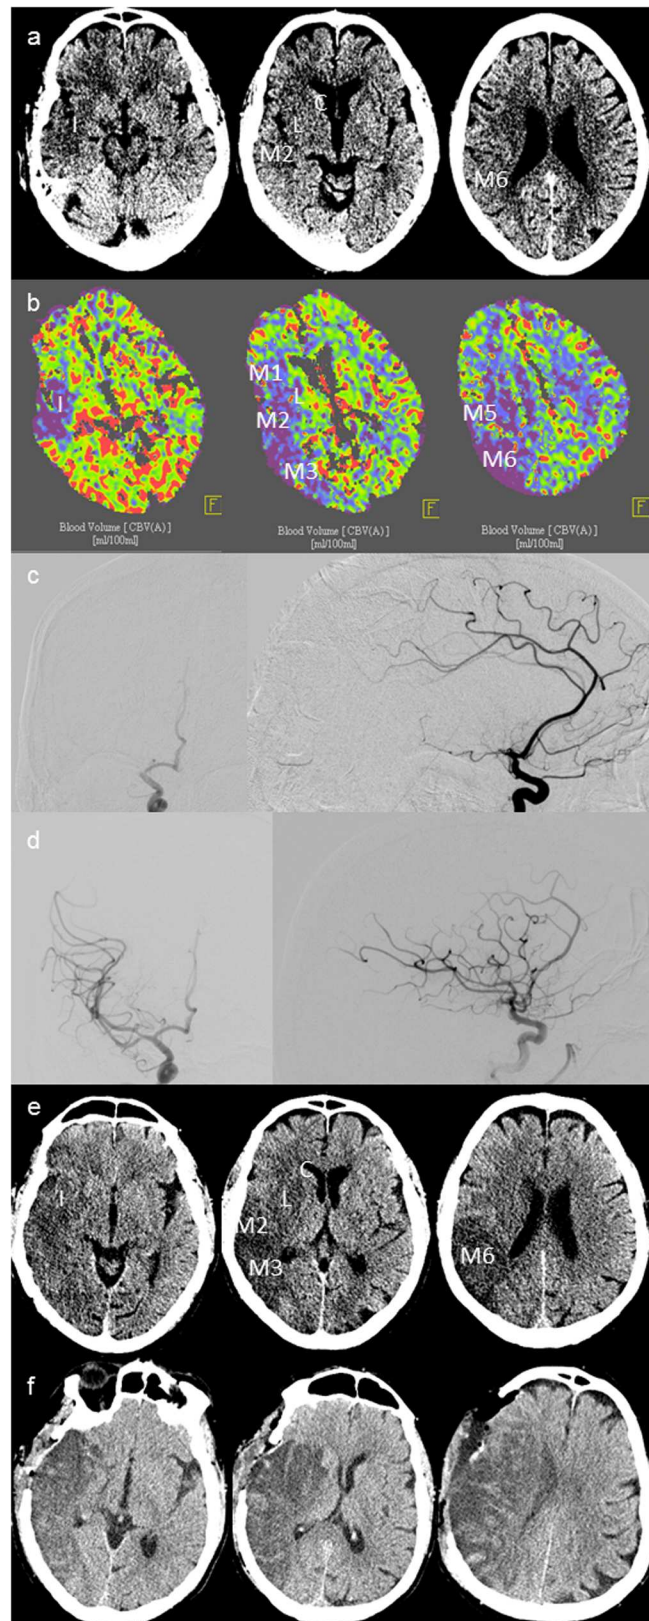 a
I
C
L
M2
M6
b
I
M1
L
M2
M3
M5
M6
F
F
F
Blood Volume [ CBV(A) ]
[ml/100ml]
Blood Volume [ CBV(A) ]
[ml/100ml]
Blood Volume [ CBV(A) ]
[ml/100ml]
c
d
e
I
C
L
M2
M3
M6
f